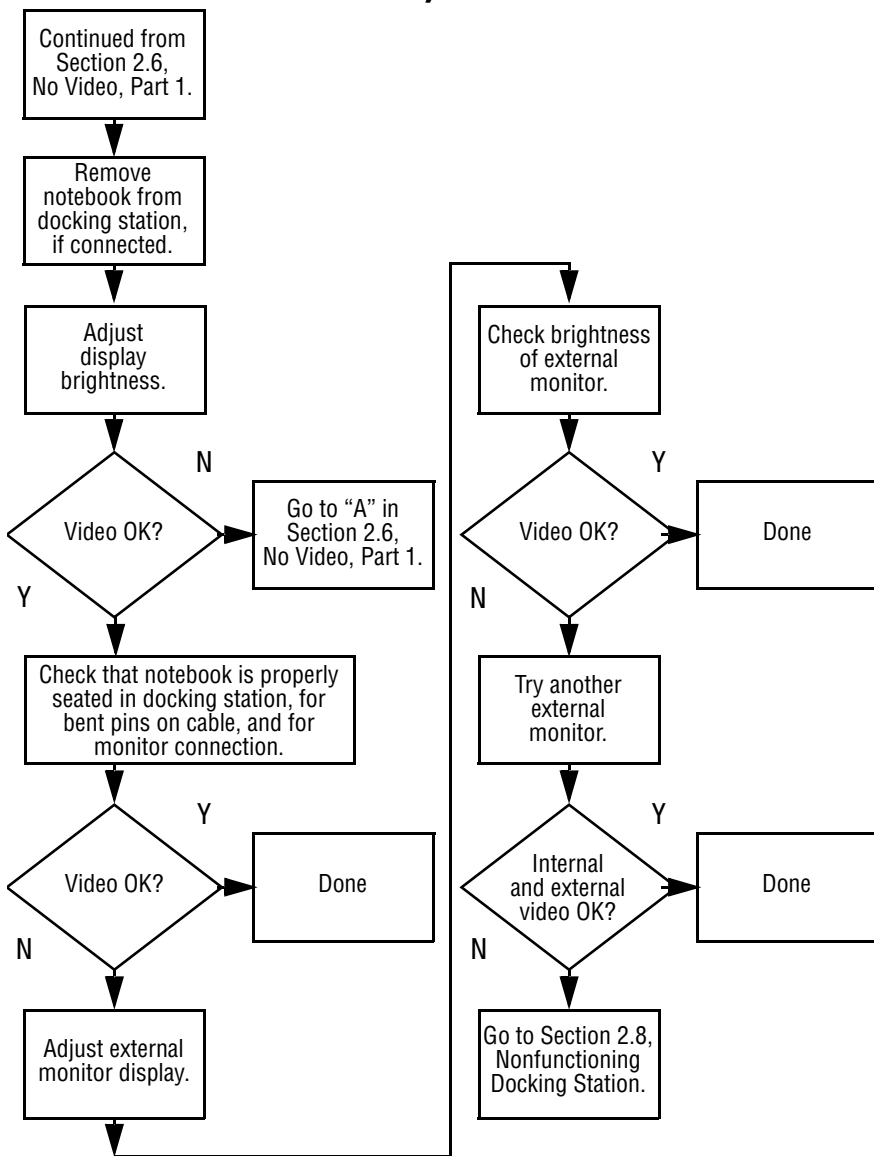 Continued from
Section 2.6,
No Video, Part 1.
Remove
notebook from
docking station,
if connected.
Adjust
display
brightness.
Video OK?
N
Go to “A” in
Section 2.6,
No Video, Part 1.
Y
Check that notebook is properly
seated in docking station, for
bent pins on cable, and for
monitor connection.
Video OK?
Y
Done
N
Adjust external
monitor display.
Check brightness
of external
monitor.
Video OK?
Y
Done
N
Try another
external
monitor.
Internal
and external
video OK?
Y
Done
N
Go to Section 2.8,
Nonfunctioning
Docking Station.